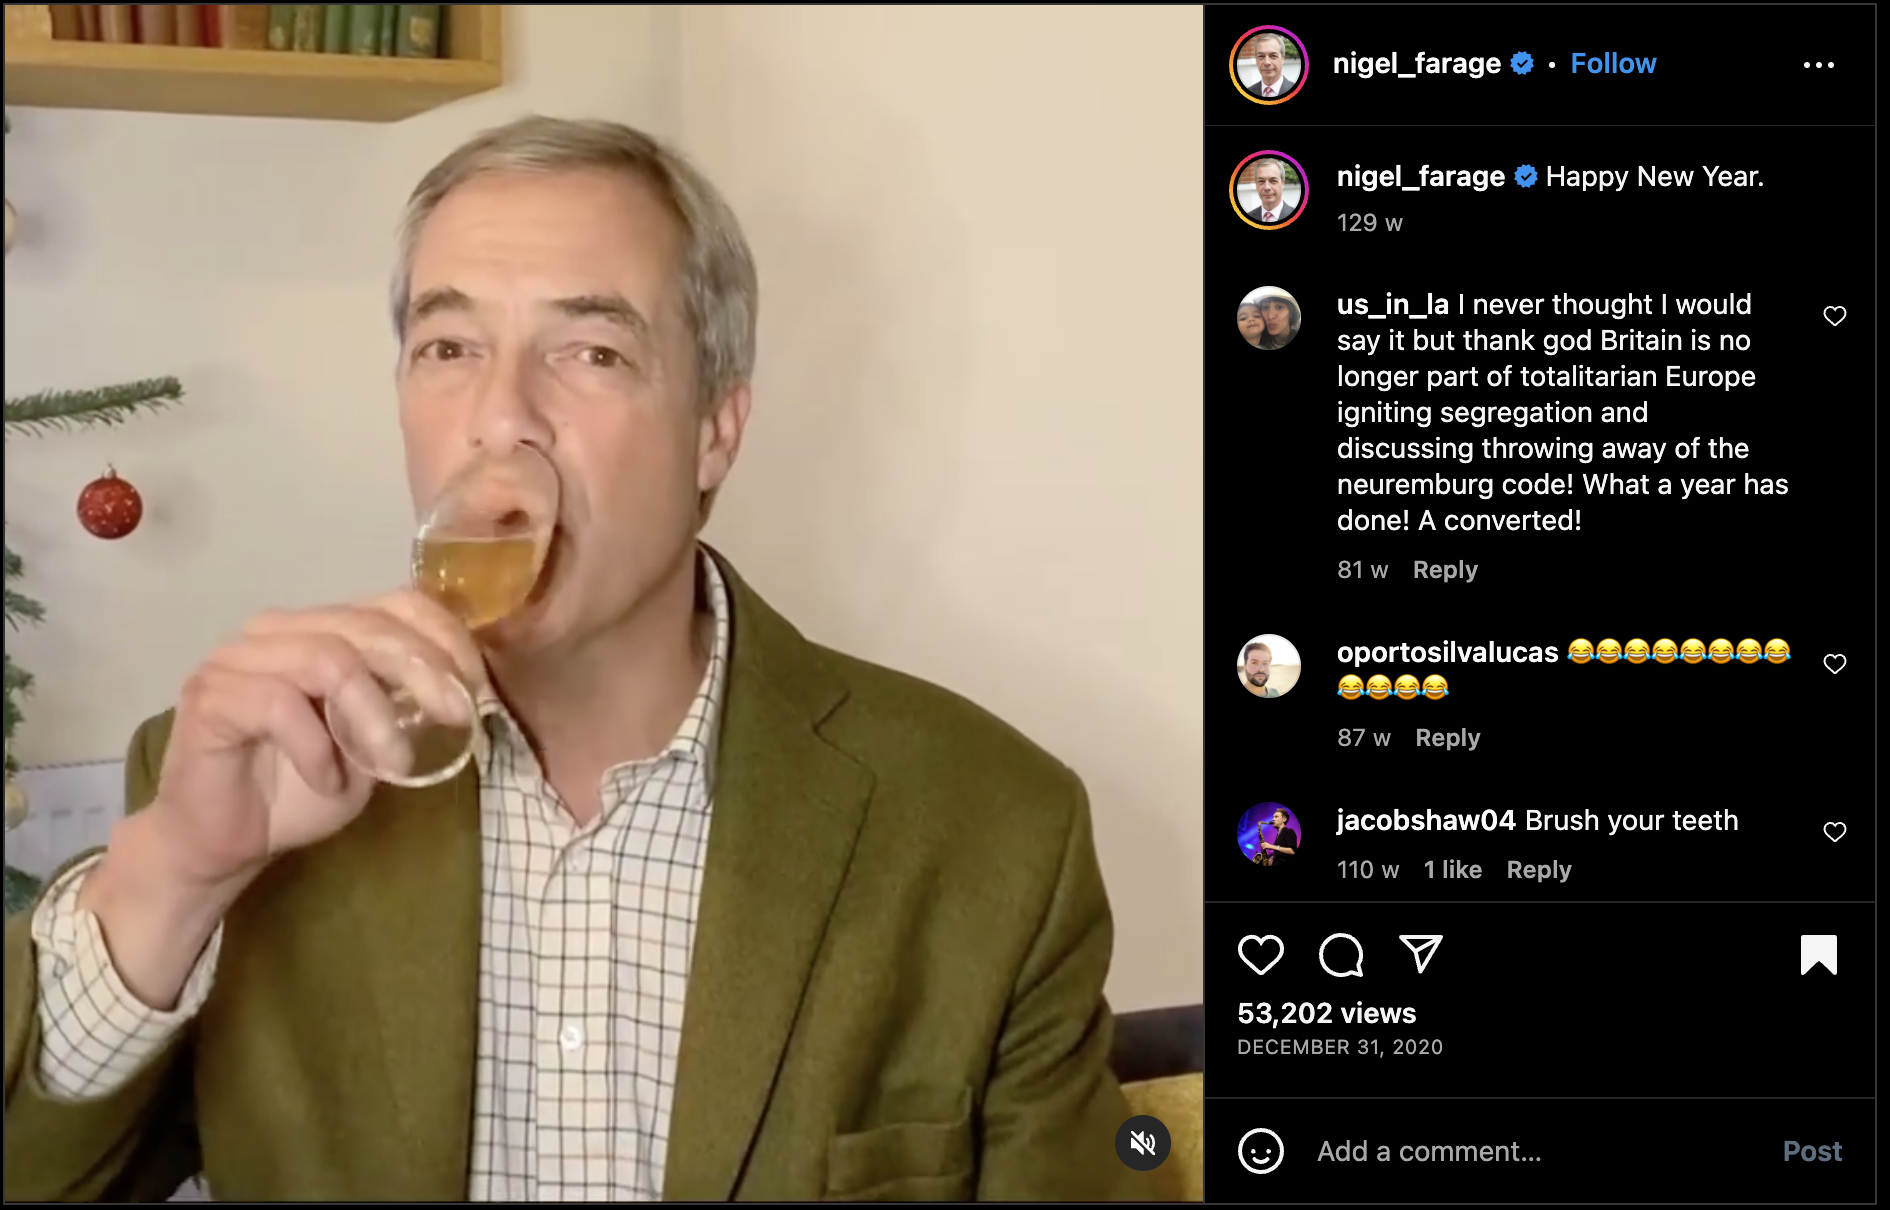 nigel_farage • Follow
nigel_farage Happy New Year.
129 w
us_in_la I never thought I would
say it but thank god Britain is no
longer part of totalitarian Europe
igniting segregation and
discussing throwing away of the
neuremburg code! What a year has
done! A converted!
81 w Reply
oportosilvalucas 😂😂😂😂😂😂😂😂
😂😂😂😂
87 w Reply
jacobshaw04 Brush your teeth
110 w 1 like Reply
53,202 views
DECEMBER 31, 2020
Add a comment...
Post